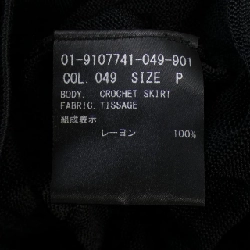 01-9107741-049-901
COL. 049 SIZE P
BODY. CROCHET SKIRT
FABRIC. TISSAGE
組成表示
レーヨン 100%